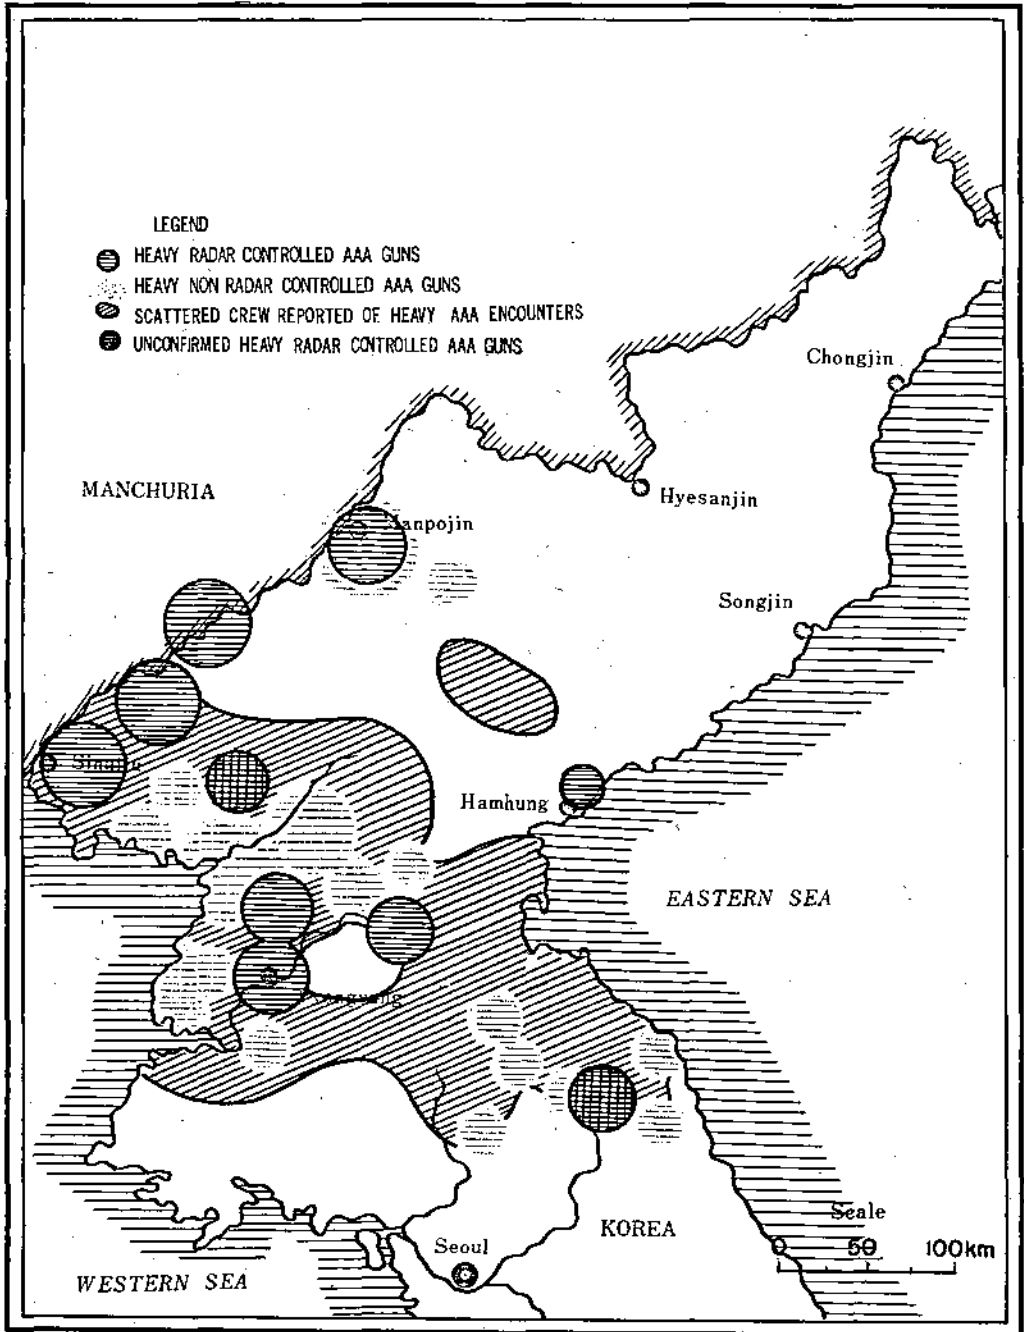 LEGEND
HEAVY RADAR CONTROLLED AAA GUNS
HEAVY NON RADAR CONTROLLED AAA GUNS
SCATTERED CREW REPORTED OF HEAVY AAA ENCOUNTERS
UNCONFIRMED HEAVY RADAR CONTROLLED AAA GUNS
Chongjin
MANCHURIA
Hyesanjin
anpojin
Songjin
Hamhung
EASTERN SEA
Scale
KOREA
Seoul
50 100km
WESTERN SEA